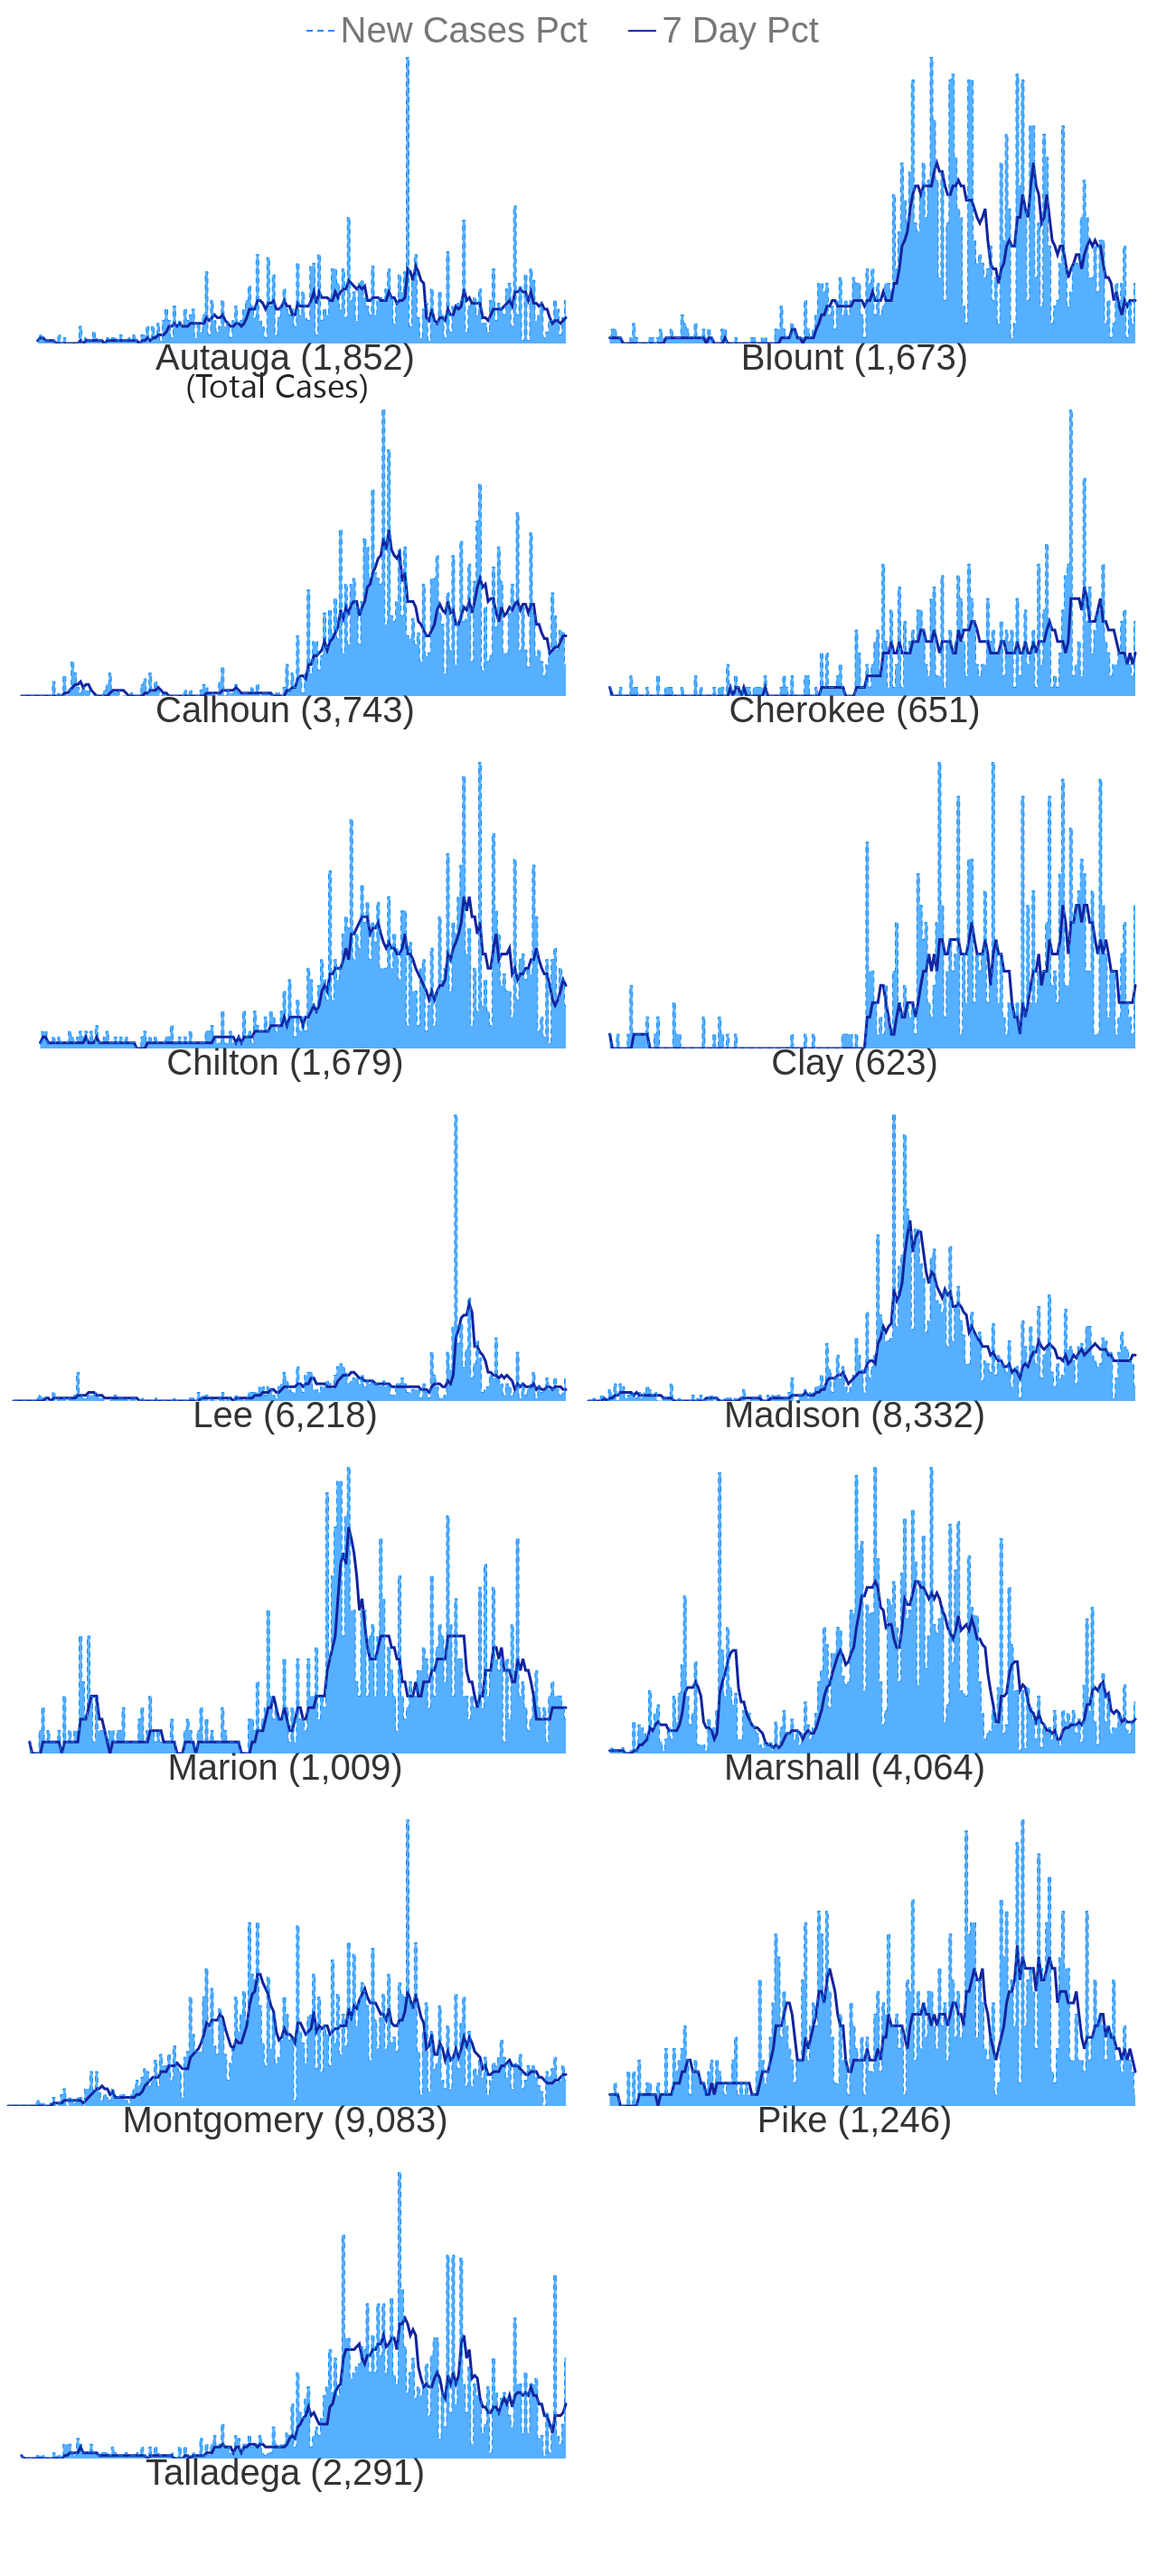 New Cases Pct 7 Day Pct
Autauga (1,852) Blount (1,673)
(Total Cases)
Calhoun (3,743) Cherokee (651)
Chilton (1,679) Clay (623)
Lee (6,218) Madison (8,332)
Marion (1,009) Marshall (4,064)
Montgomery (9,083) Pike (1,246)
Talladega (2,291)